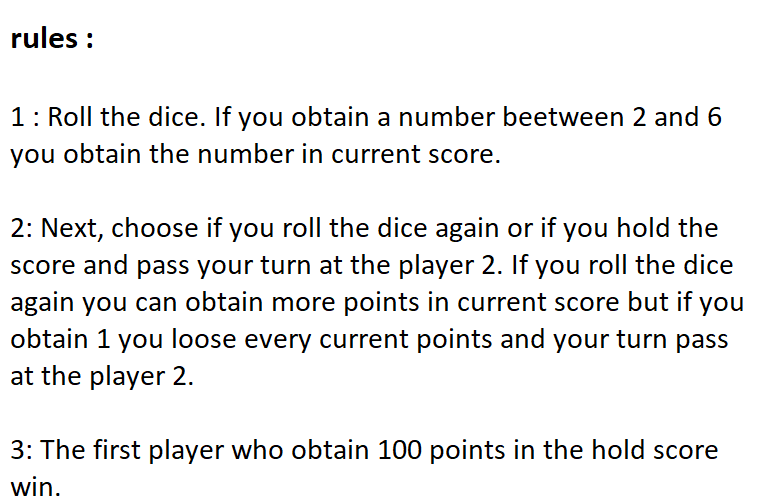 rules :
1 : Roll the dice. If you obtain a number beetween 2 and 6
you obtain the number in current score.
2: Next, choose if you roll the dice again or if you hold the
score and pass your turn at the player 2. If you roll the dice
again you can obtain more points in current score but if you
obtain 1 you loose every current points and your turn pass
at the player 2.
3: The first player who obtain 100 points in the hold score
win.